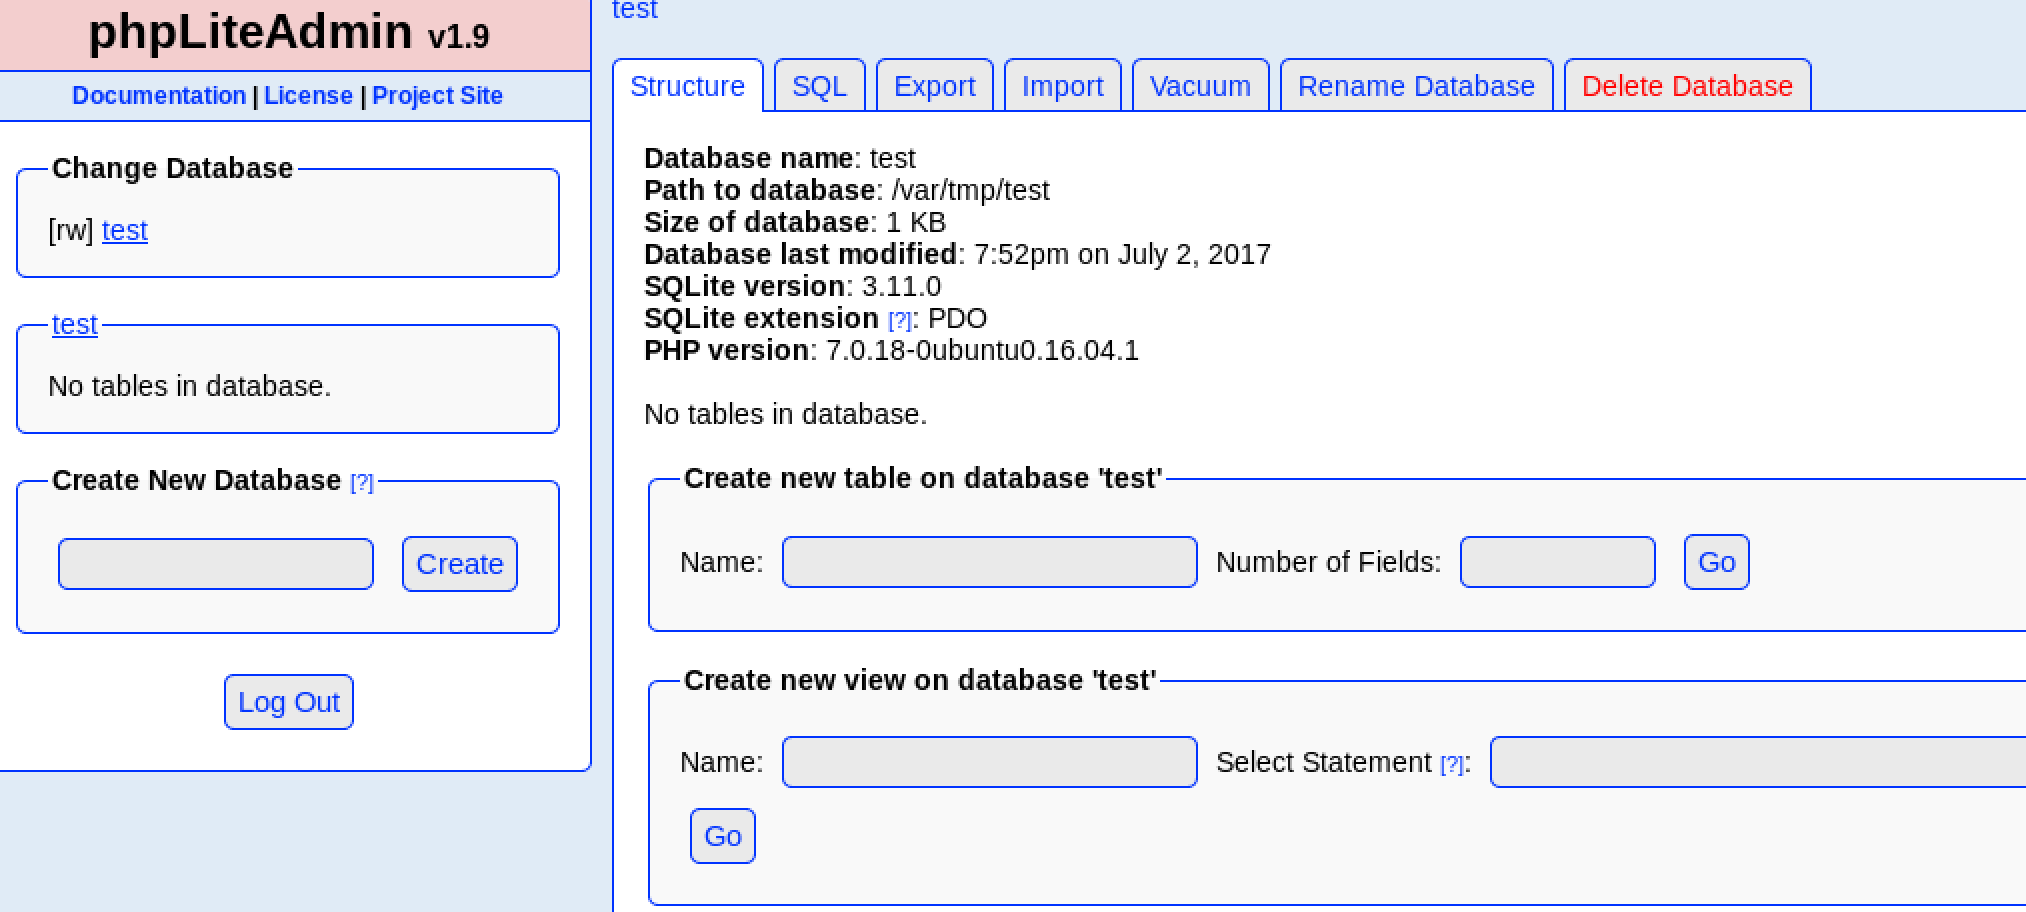 phpLiteAdmin v1.9
Documentation | License | Project Site
Change Database
[rw] test
test
No tables in database.
Create New Database [?]
Create
Log Out
test
Structure SQL Export Import Vacuum Rename Database Delete Database
Database name: test
Path to database: /var/tmp/test
Size of database: 1 KB
Database last modified: 7:52pm on July 2, 2017
SQLite version: 3.11.0
SQLite extension [?]: PDO
PHP version: 7.0.18-0ubuntu0.16.04.1
No tables in database.
Create new table on database 'test'
Name: Number of Fields: Go
Create new view on database 'test'
Name: Select Statement [?]:
Go